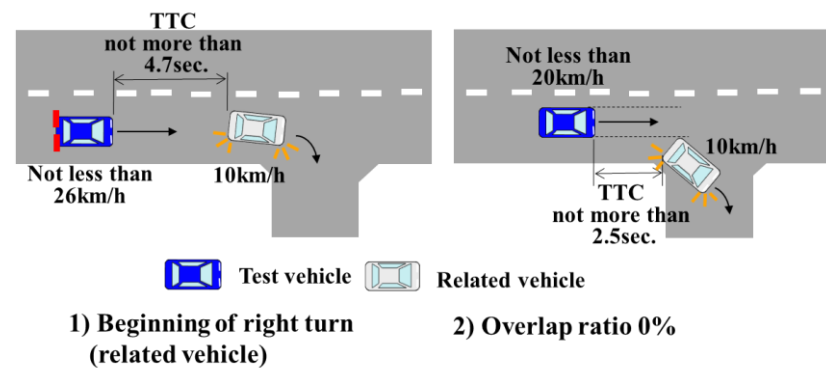 TTC
not more than
4.7sec.
Not less than
26km/h
10km/h
Not less than
20km/h
10km/h
TTC
not more than
2.5sec.
Test vehicle
Related vehicle
1) Beginning of right turn
(related vehicle)
2) Overlap ratio 0%